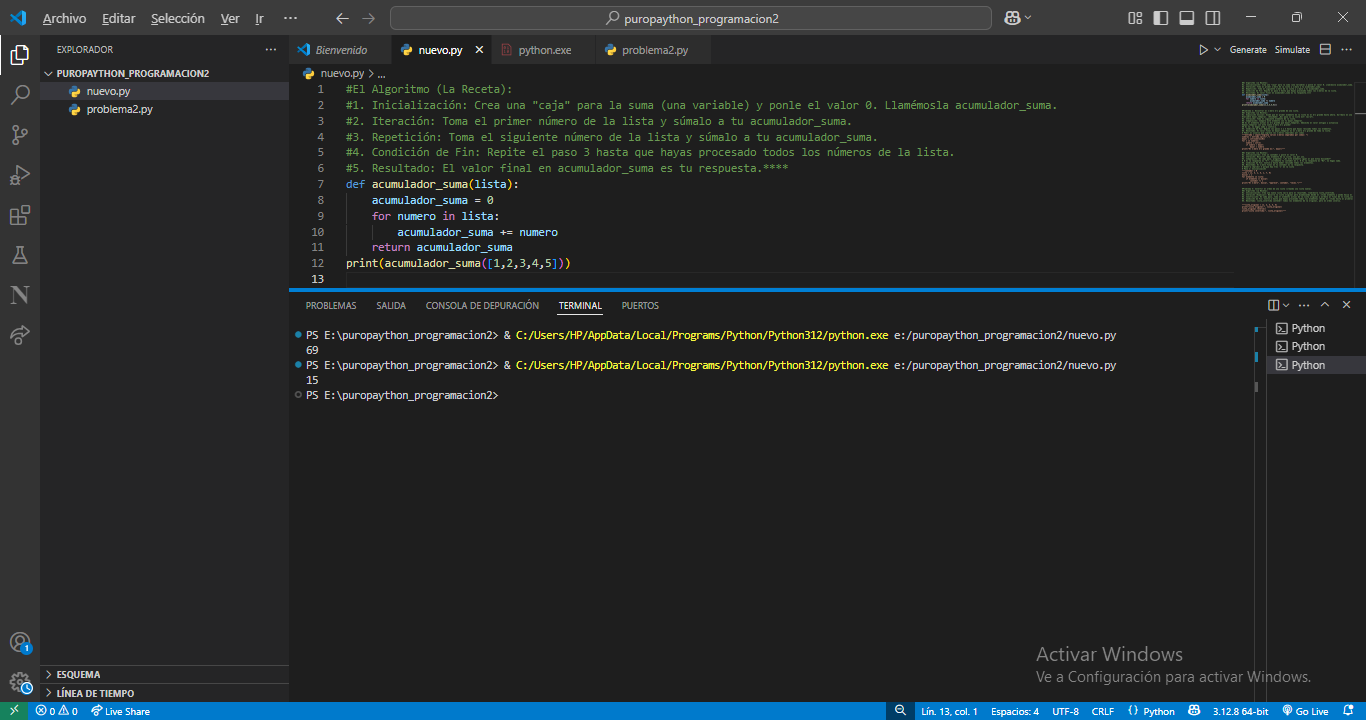 Archivo Editar Selección Ver Ir ··· puropaython_programacion2
EXPLORADOR ···
PUROPAYTHON_PROGRAMACION2
nuevo.py
problema2.py
Bienvenido nuevo.py python.exe problema2.py Generate Simulate ···
nuevo.py > ...
1 #El Algoritmo (La Receta):
2 #1. Inicialización: Crea una "caja" para la suma (una variable) y ponle el valor 0. Llamémosla acumulador_suma.
3 #2. Iteración: Toma el primer número de la lista y súmalo a tu acumulador_suma.
4 #3. Repetición: Toma el siguiente número de la lista y súmalo a tu acumulador_suma.
5 #4. Condición de Fin: Repite el paso 3 hasta que hayas procesado todos los números de la lista.
6 #5. Resultado: El valor final en acumulador_suma es tu respuesta.****
7 def acumulador_suma(lista):
8 acumulador_suma = 0
9 for numero in lista:
10 acumulador_suma += numero
11 return acumulador_suma
12 print(acumulador_suma([1,2,3,4,5]))
13
PROBLEMAS SALIDA CONSOLA DE DEPURACIÓN TERMINAL PUERTOS
PS E:\puropaython_programacion2> & C:/Users/HP/AppData/Local/Programs/Python/Python312/python.exe e:/puropaython_programacion2/nuevo.py
69
PS E:\puropaython_programacion2> & C:/Users/HP/AppData/Local/Programs/Python/Python312/python.exe e:/puropaython_programacion2/nuevo.py
15
PS E:\puropaython_programacion2>
Python
Python
Python
Activar Windows
Ve a Configuración para activar Windows.
1
ESQUEMA
LÍNEA DE TIEMPO
0 0 Live Share Lín. 13, col. 1 Espacios: 4 UTF-8 CRLF {} Python 3.12.8 64-bit Go Live